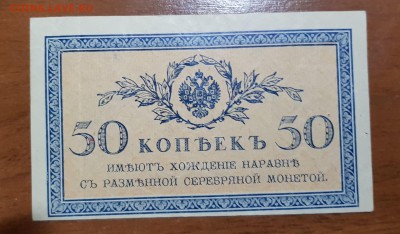 50 КОПѢЕКЪ 50
ИМѢЮТЪ ХОЖДЕНІЕ НАРАВНѢ
СЪ РАЗМѢННОЙ СЕРЕБРЯНОЙ МОНЕТОЙ.